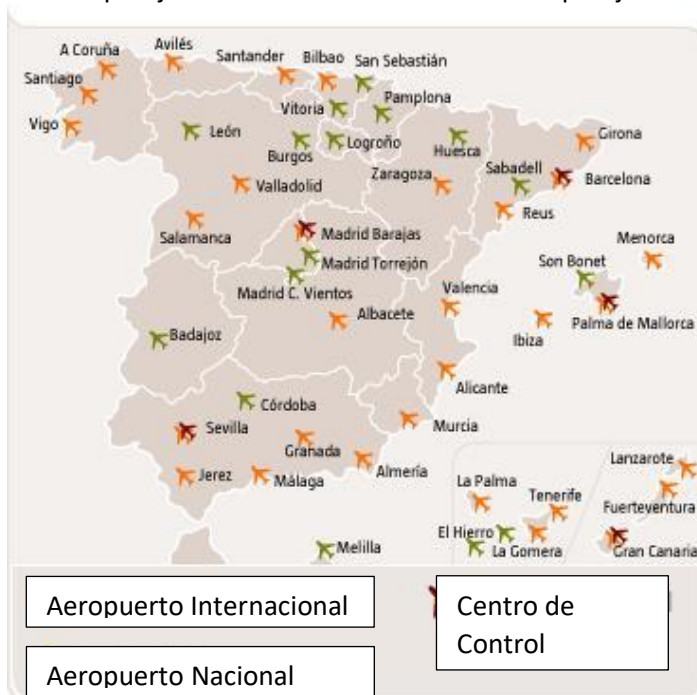 A Coruña
Avilés
Santander
Bilbao
San Sebastián
Santiago
Vigo
Vitoria
Pamplona
León
Burgos
Logroño
Huesca
Girona
Sabadell
Barcelona
Zaragoza
Valladolid
Reus
Salamanca
Madrid Barajas
Madrid Torrejón
Madrid C. Vientos
Menorca
Son Bonet
Palma de Mallorca
Ibiza
Valencia
Albacete
Badajoz
Alicante
Córdoba
Sevilla
Murcia
Granada
Almería
Jerez
Málaga
Lanzarote
La Palma
Tenerife
Fuerteventura
El Hierro
La Gomera
Gran Canaria
Melilla
Aeropuerto Internacional
Centro de
Control
Aeropuerto Nacional